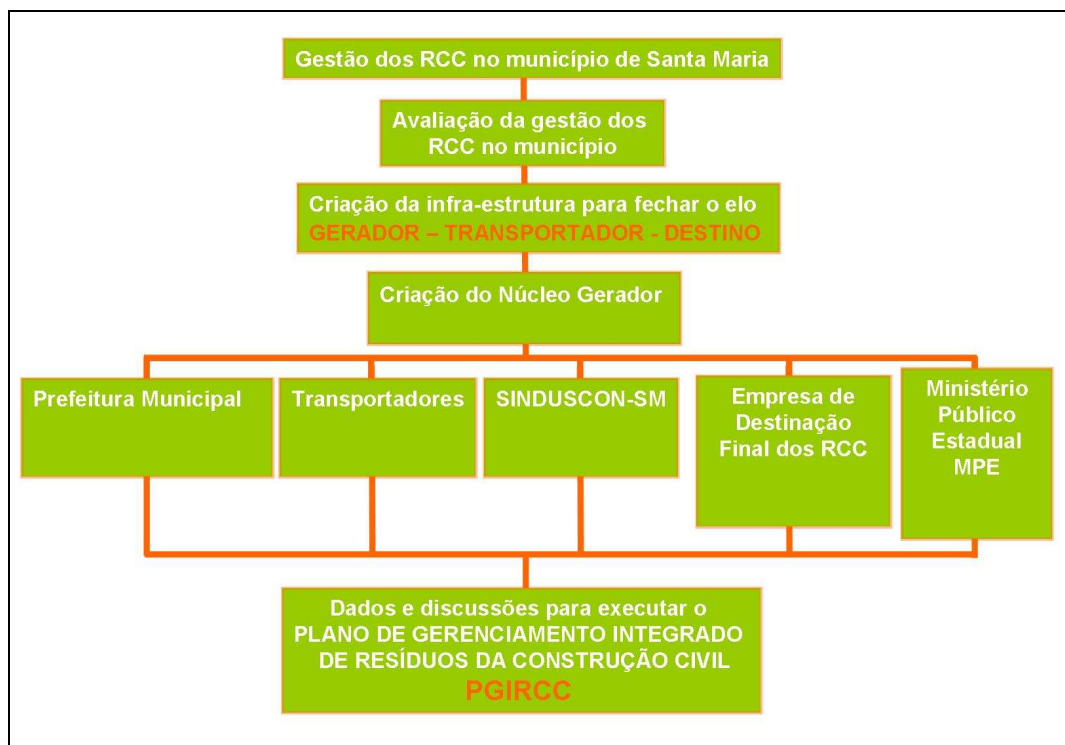 Gestão dos RCC no município de Santa Maria
Avaliação da gestão dos
RCC no município
Criação da infra-estrutura para fechar o elo
GERADOR – TRANSPORTADOR - DESTINO
Criação do Núcleo Gerador
Prefeitura Municipal
Transportadores
SINDUSCON-SM
Empresa de
Destinação
Final dos RCC
Ministério
Público
Estadual
MPE
Dados e discussões para executar o
PLANO DE GERENCIAMENTO INTEGRADO
DE RESÍDUOS DA CONSTRUÇÃO CIVIL
PGIRCC